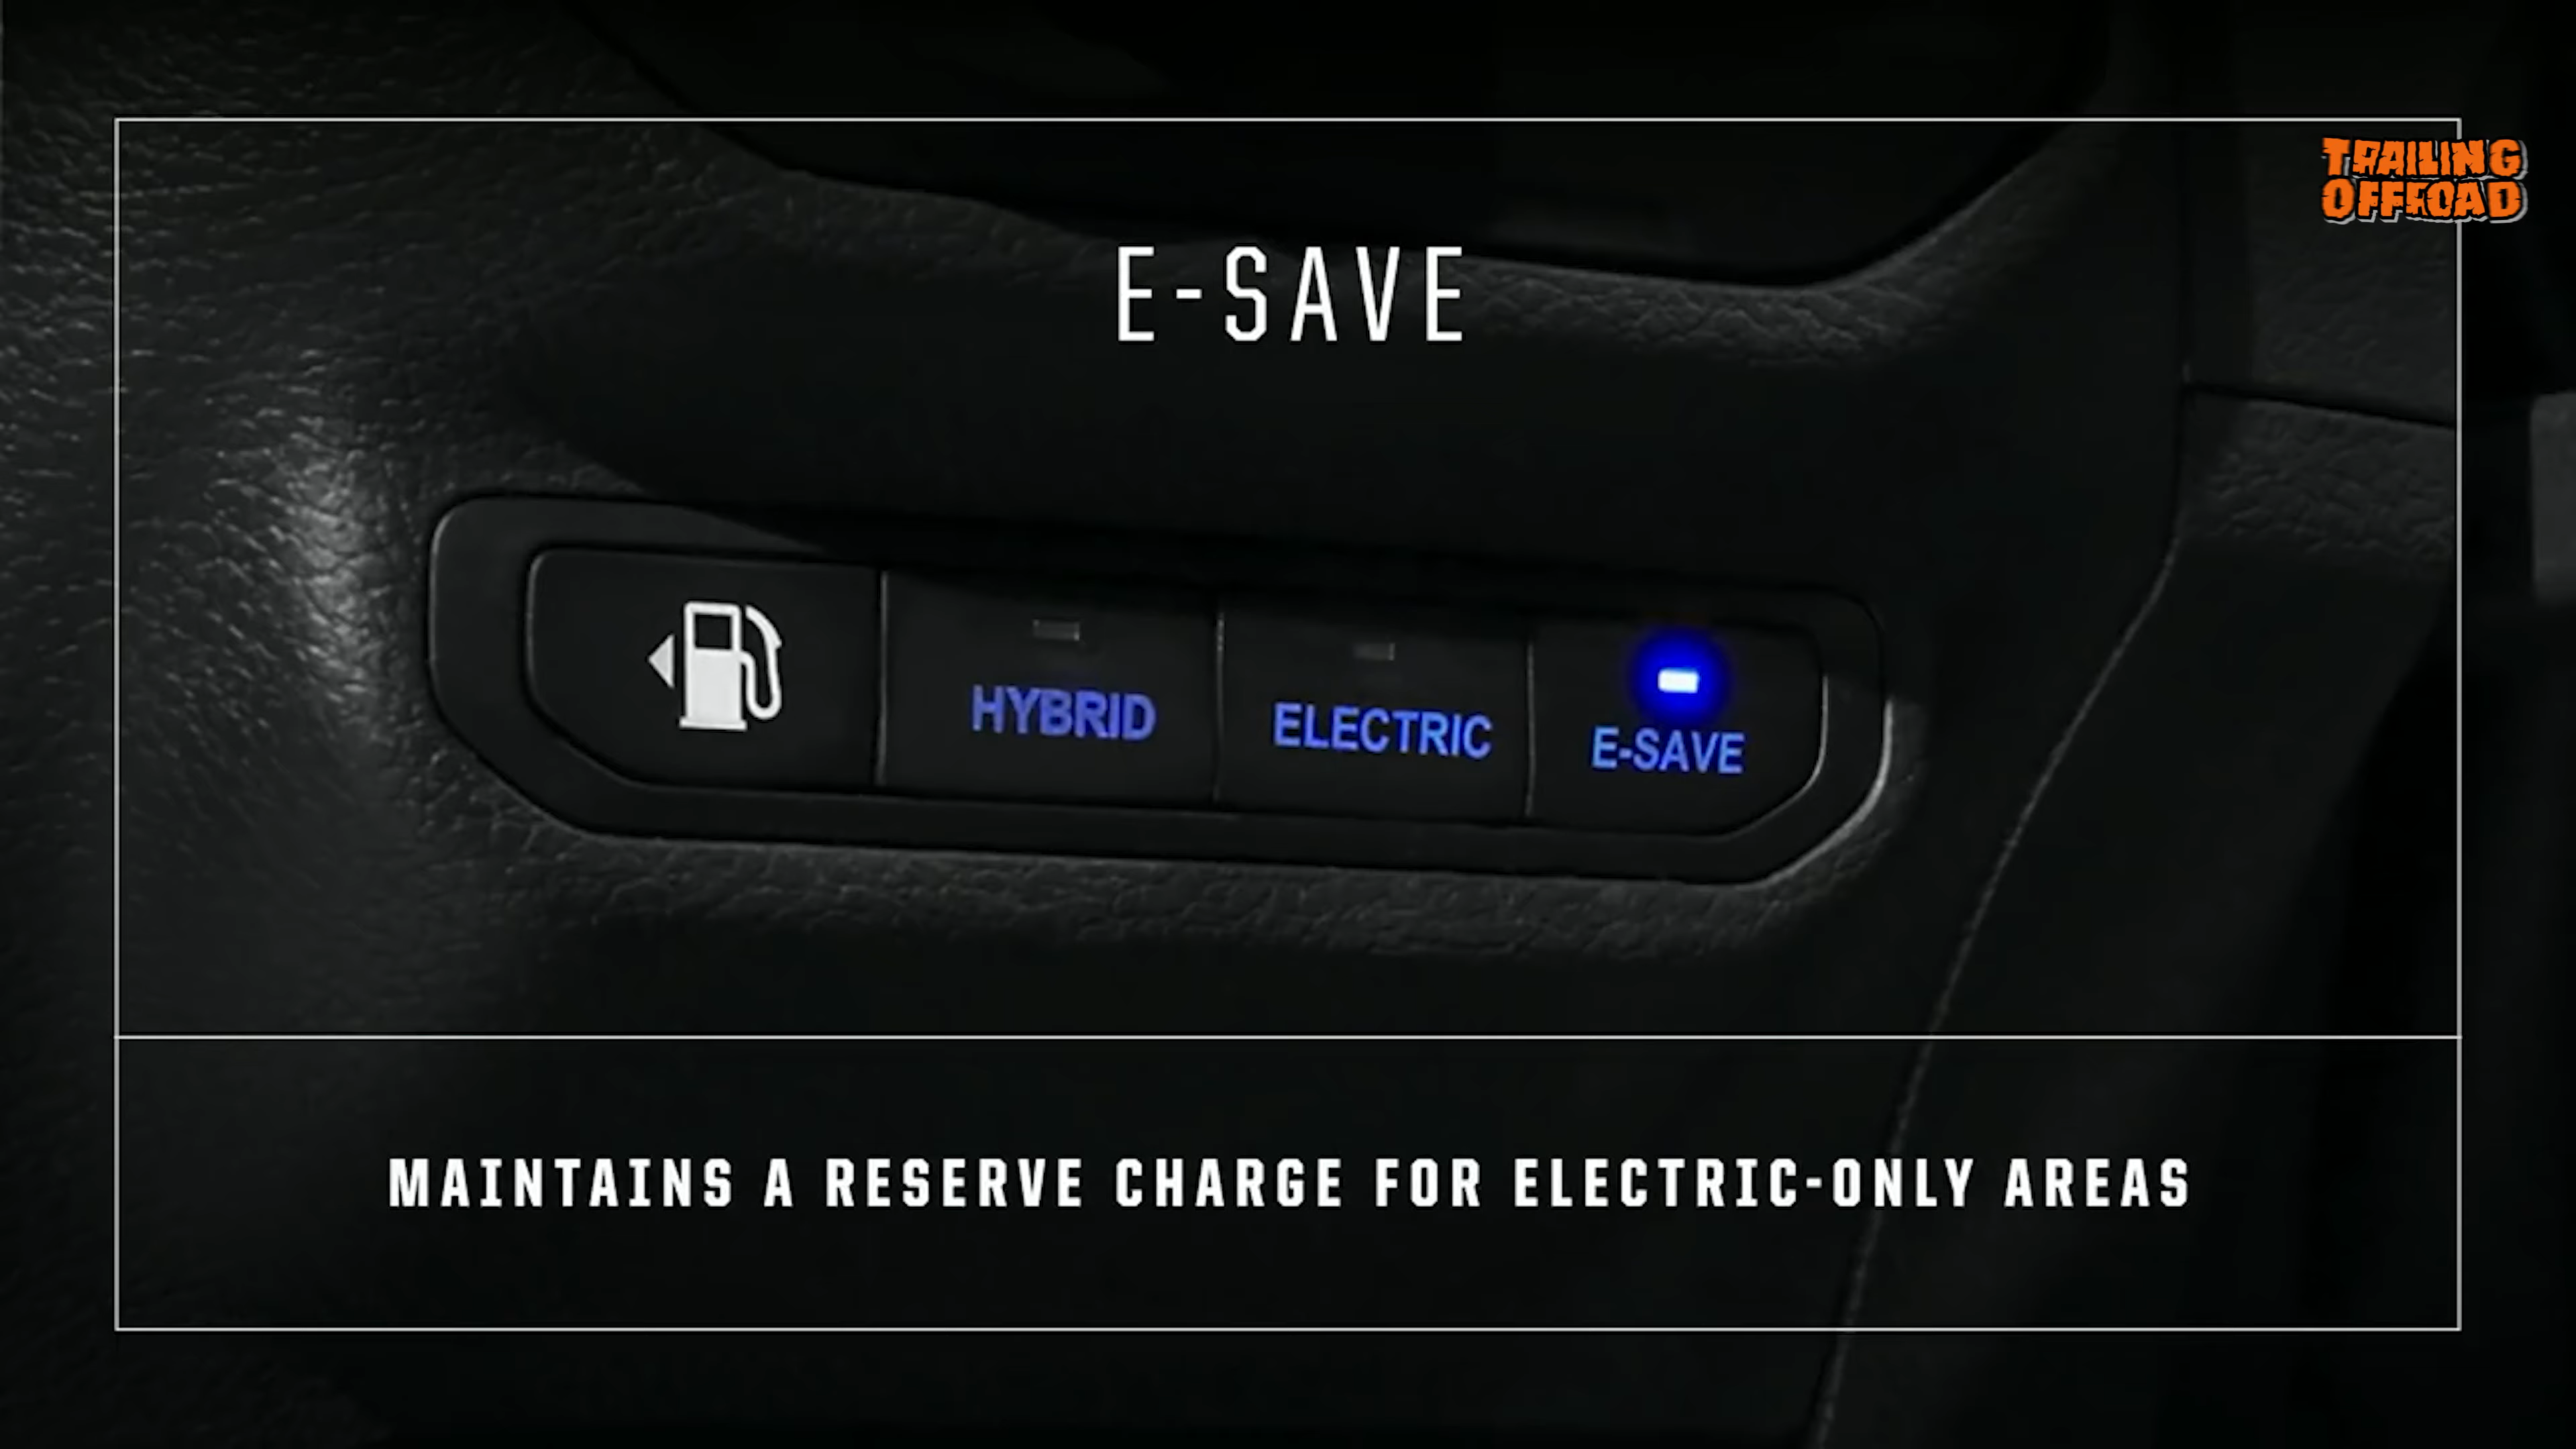 TRAILING
OFFROAD
E-SAVE
HYBRID
ELECTRIC
E-SAVE
MAINTAINS A RESERVE CHARGE FOR ELECTRIC-ONLY AREAS